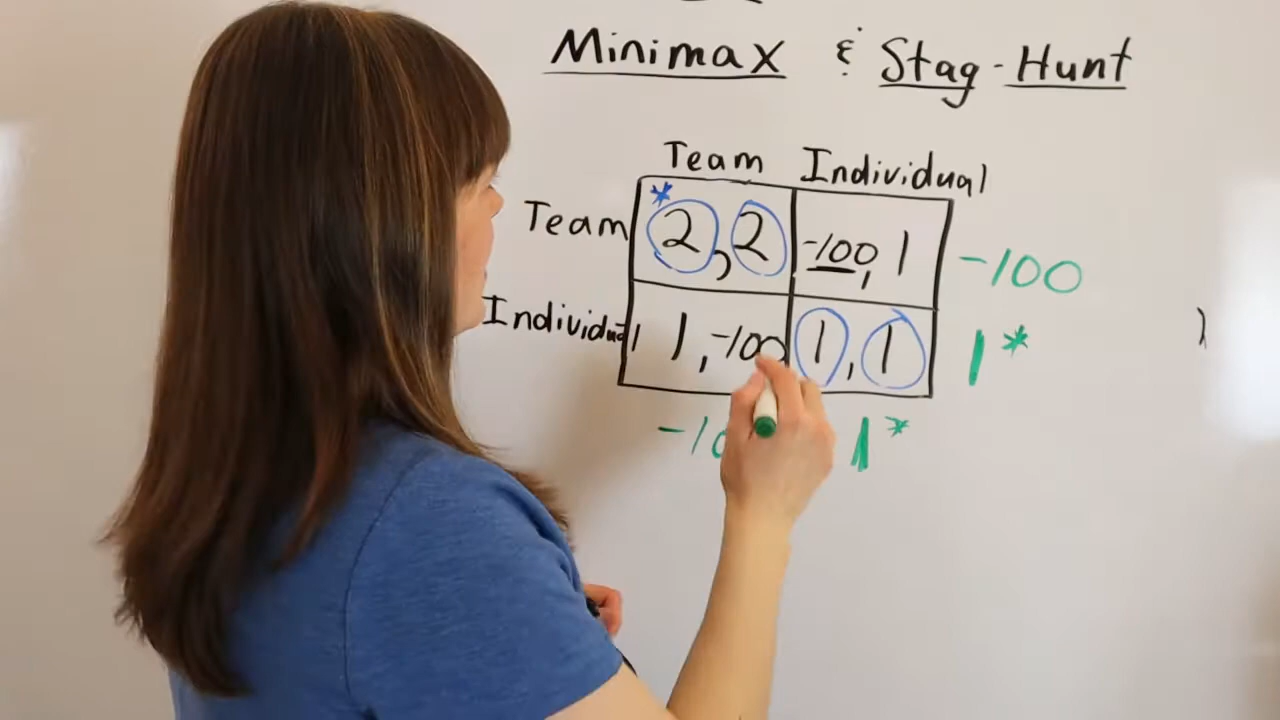 Minimax & Stag-Hunt
Team Individual
Team 2, 2 -100, 1 -100
Individual 1, -100 1, 1 1*
1*